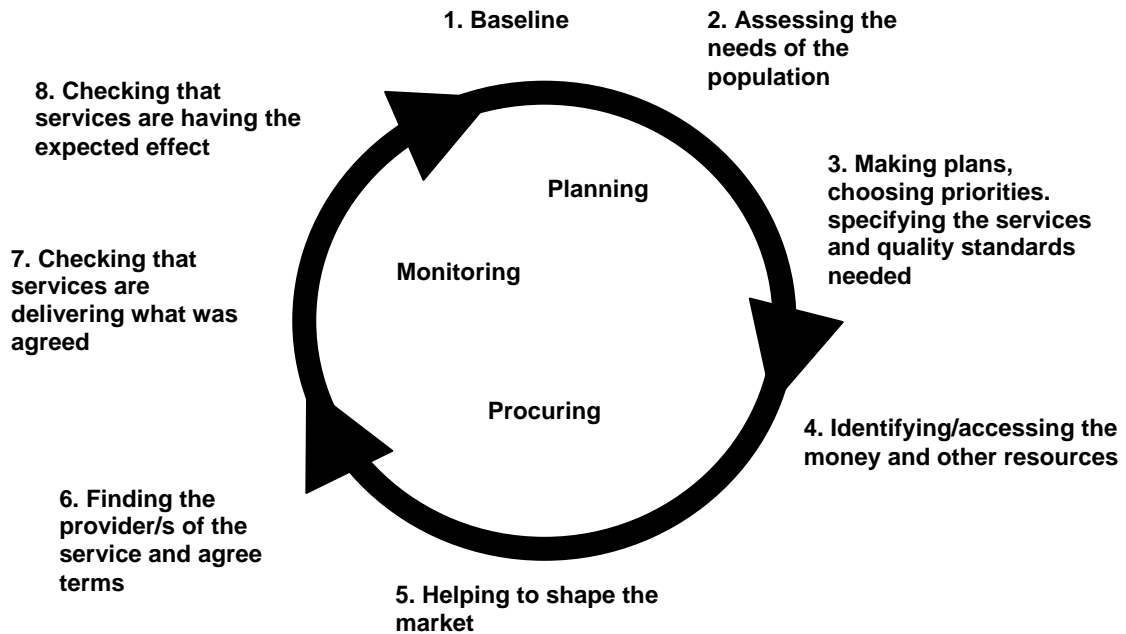 1. Baseline
2. Assessing the
needs of the
population
3. Making plans,
choosing priorities.
specifying the services
and quality standards
needed
4. Identifying/accessing the
money and other resources
5. Helping to shape the
market
6. Finding the
provider/s of the
service and agree
terms
7. Checking that
services are
delivering what was
agreed
8. Checking that
services are having the
expected effect
Planning
Monitoring
Procuring